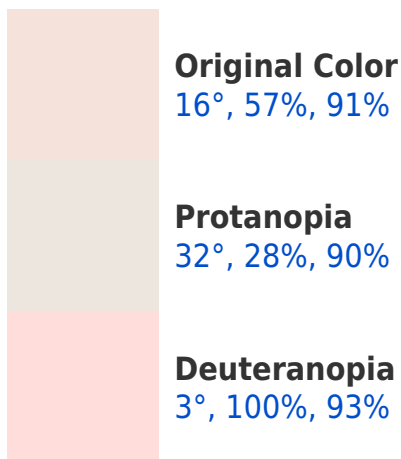 Original Color
16°, 57%, 91%
Protanopia
32°, 28%, 90%
Deuteranopia
3°, 100%, 93%